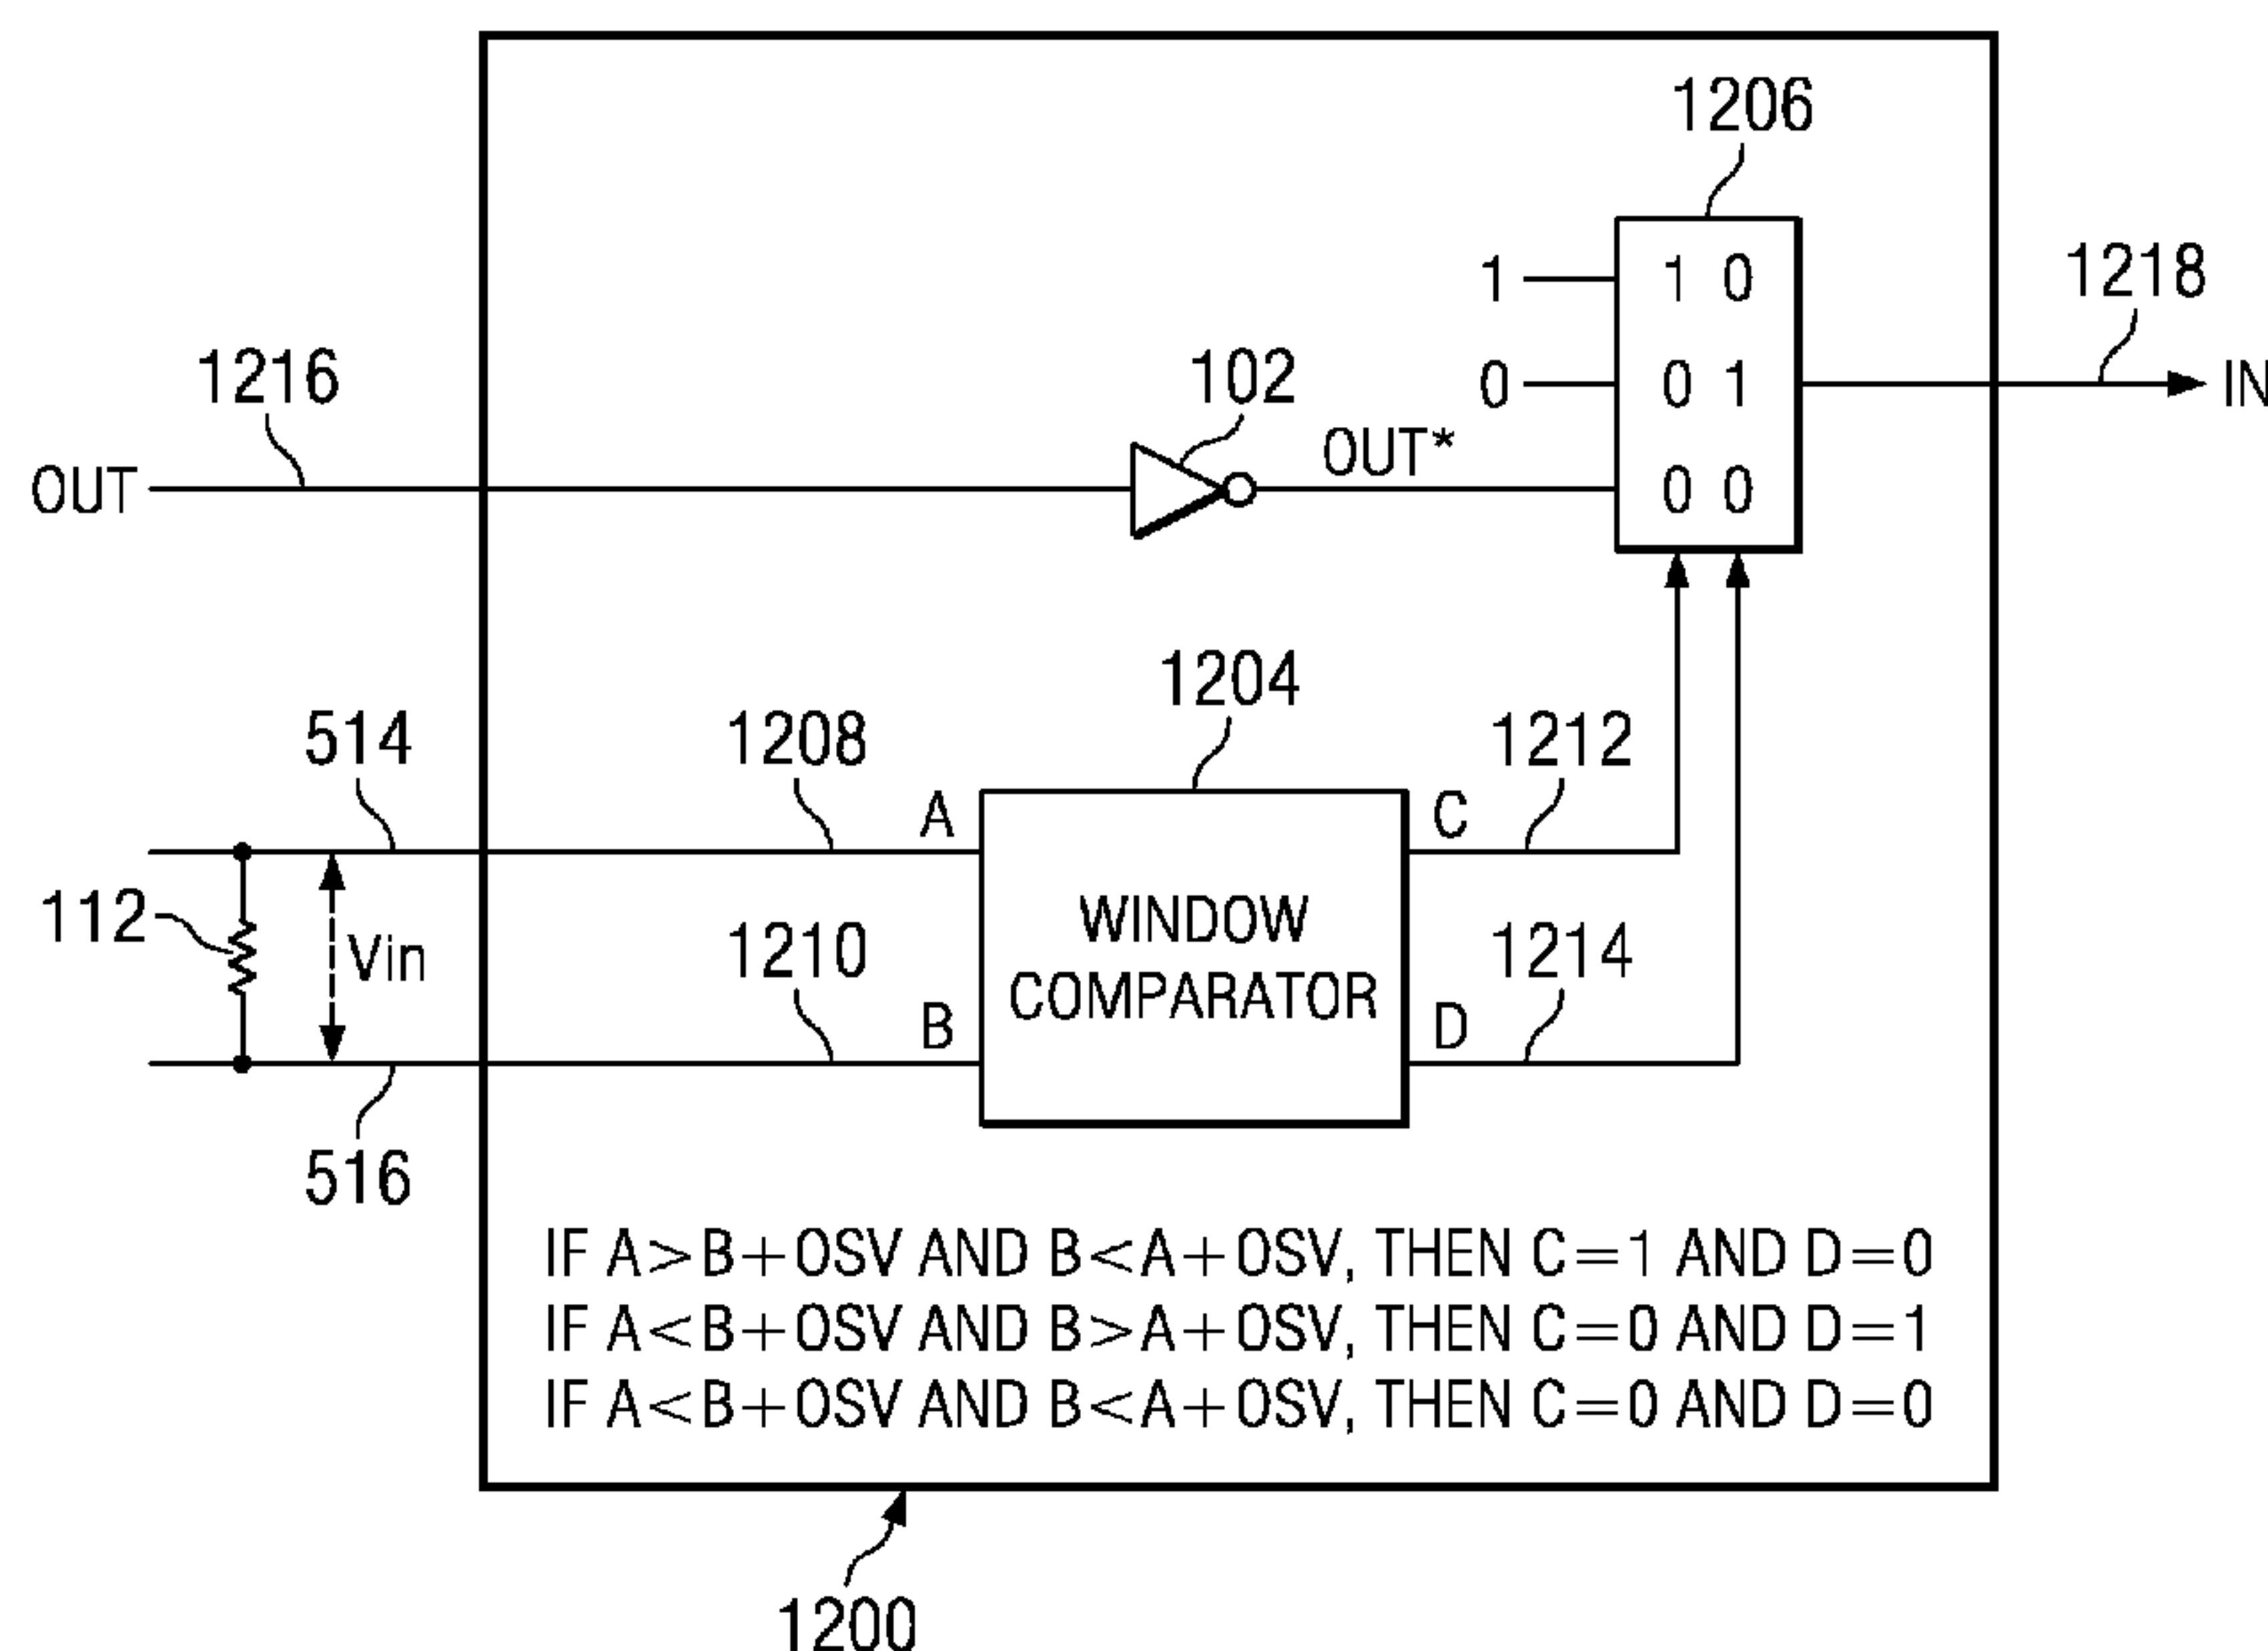 1206
1 1 0
1218
0 0 1 IN
1216
102
OUT*
OUT
0 0
1204
514
1208
1212
A
C
112
Vin
WINDOW
COMPARATOR
1210
1214
B
D
516
IF A>B+OSV AND B<A+OSV, THEN C=1 AND D=0
IF A<B+OSV AND B>A+OSV, THEN C=0 AND D=1
IF A<B+OSV AND B<A+OSV, THEN C=0 AND D=0
1200